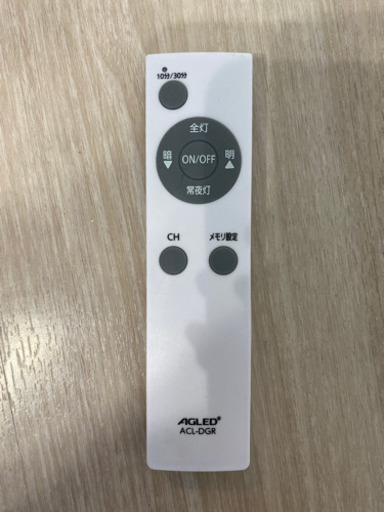 10分/30分
全灯
暗 ON/OFF 明
▼ ▲
常夜灯
CH メモリ設定
AGLED
ACL-DGR